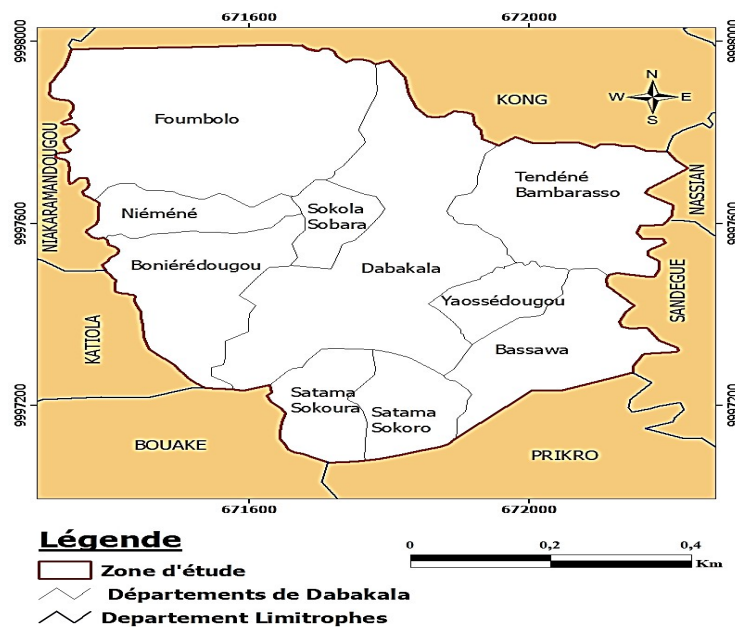 671600
672000
9998000
9998000
KONG
N
W
E
S
Foumbolo
NIAKARAMANDOUGOU
Tendéné
Bambarasso
NASSIAN
Niéméné
Sokola
Sobara
9997600
9997600
Boniérédougou
Dabakala
SANDEGUE
Yaossédougou
KATIOLA
Bassawa
Satama
Sokoura
Satama
Sokoro
9997200
9997200
BOUAKE
PRIKRO
671600
672000
Légende
Zone d'étude
Départements de Dabakala
Departement Limitrophes
0
0,2
0,4
Km